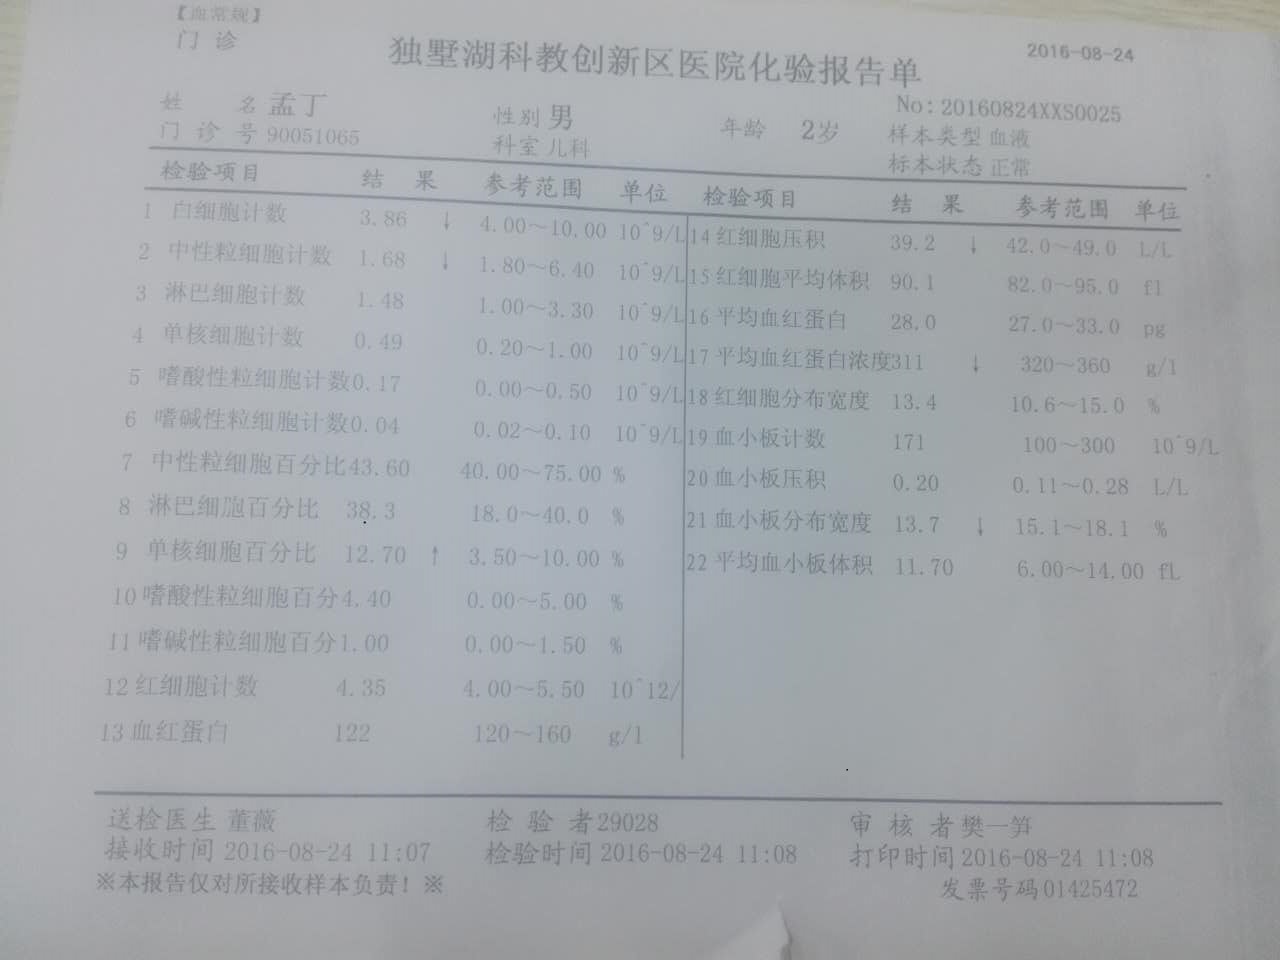 【血常规】
门 诊
独墅湖科教创新区医院化验报告单
2016-08-24
姓 名 孟丁 性别 男 年龄 2岁 No: 20160824XXS0025
门 诊 号 90051065 科室 儿科 样本类型 血液
标本状态 正常
检验项目 结 果 参考范围 单位 检验项目 结 果 参考范围 单位
1 白细胞计数 3.86 ↓ 4.00～10.00 10^9/L 14 红细胞压积 39.2 ↓ 42.0～49.0 L/L
2 中性粒细胞计数 1.68 ↓ 1.80～6.40 10^9/L 15 红细胞平均体积 90.1 82.0～95.0 fl
3 淋巴细胞计数 1.48 1.00～3.30 10^9/L 16 平均血红蛋白 28.0 27.0～33.0 pg
4 单核细胞计数 0.49 0.20～1.00 10^9/L 17 平均血红蛋白浓度 311 ↓ 320～360 g/l
5 嗜酸性粒细胞计数 0.17 0.00～0.50 10^9/L 18 红细胞分布宽度 13.4 10.6～15.0 %
6 嗜碱性粒细胞计数 0.04 0.02～0.10 10^9/L 19 血小板计数 171 100～300 10^9/L
7 中性粒细胞百分比 43.60 40.00～75.00 % 20 血小板压积 0.20 0.11～0.28 L/L
8 淋巴细胞百分比 38.3 18.0～40.0 % 21 血小板分布宽度 13.7 ↓ 15.1～18.1 %
9 单核细胞百分比 12.70 ↑ 3.50～10.00 % 22 平均血小板体积 11.70 6.00～14.00 fL
10 嗜酸性粒细胞百分 4.40 0.00～5.00 %
11 嗜碱性粒细胞百分 1.00 0.00～1.50 %
12 红细胞计数 4.35 4.00～5.50 10^12/
13 血红蛋白 122 120～160 g/l
送检医生 董薇 检 验 者 29028 审 核 者 樊一笋
接收时间 2016-08-24 11:07 检验时间 2016-08-24 11:08 打印时间 2016-08-24 11:08
※本报告仅对所接收样本负责！※ 发票号码 01425472